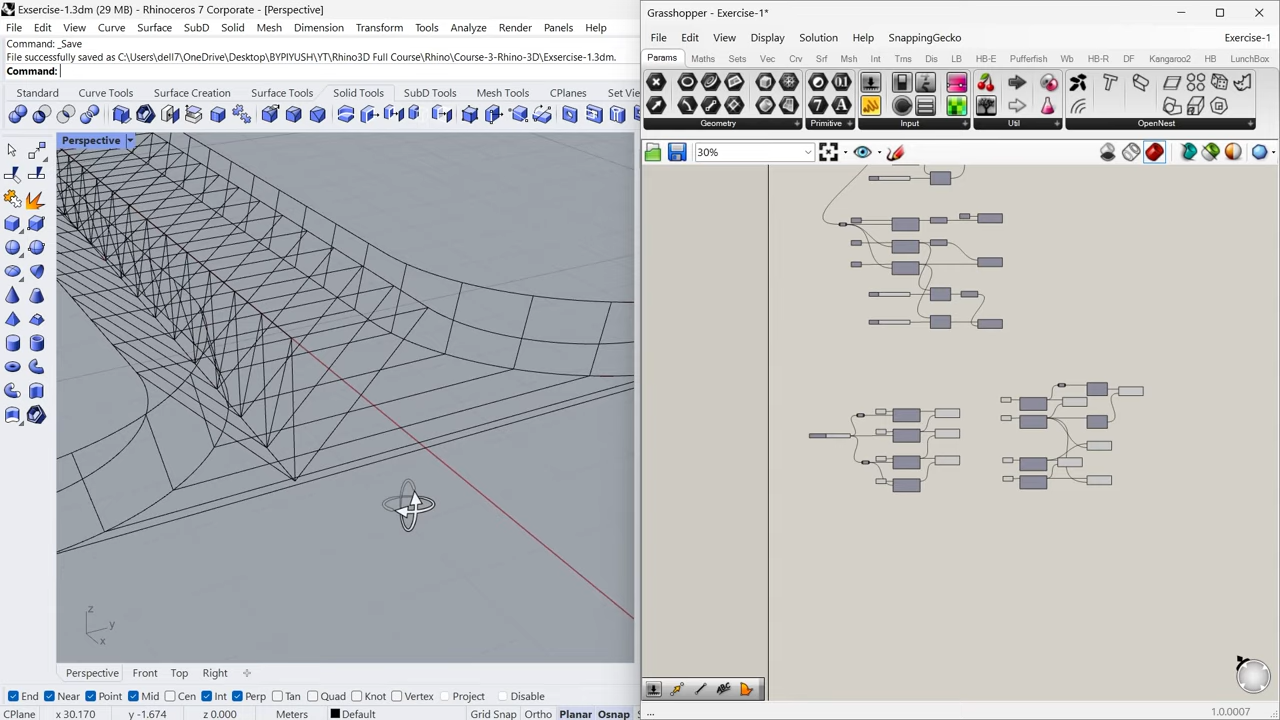 Exsercise-1.3dm (29 MB) - Rhinoceros 7 Corporate - [Perspective]
File Edit View Curve Surface SubD Solid Mesh Dimension Transform Tools Analyze Render Panels Help
Command: _Save
File successfully saved as C:\Users\dell7\OneDrive\Desktop\BYPIYUSH\YT\Rhino3D Full Course\Rhino\Course-3-Rhino-3D\Exsercise-1.3dm.
Command:
Standard Curve Tools Surface Creation Surface Tools Solid Tools SubD Tools Mesh Tools CPlanes Set Vie
Perspective
z
y
x
Perspective Front Top Right
End Near Point Mid Cen Int Perp Tan Quad Knot Vertex Project Disable
CPlane x 30.170 y -1.674 z 0.000 Meters Default Grid Snap Ortho Planar Osnap
Grasshopper - Exercise-1*
File Edit View Display Solution Help SnappingGecko Exercise-1
Params Maths Sets Vec Crv Srf Msh Int Trns Dis LB HB-E Pufferfish Wb HB-R DF Kangaroo2 HB LunchBox
Geometry Primitive Input Util OpenNest
30%
...
1.0.0007